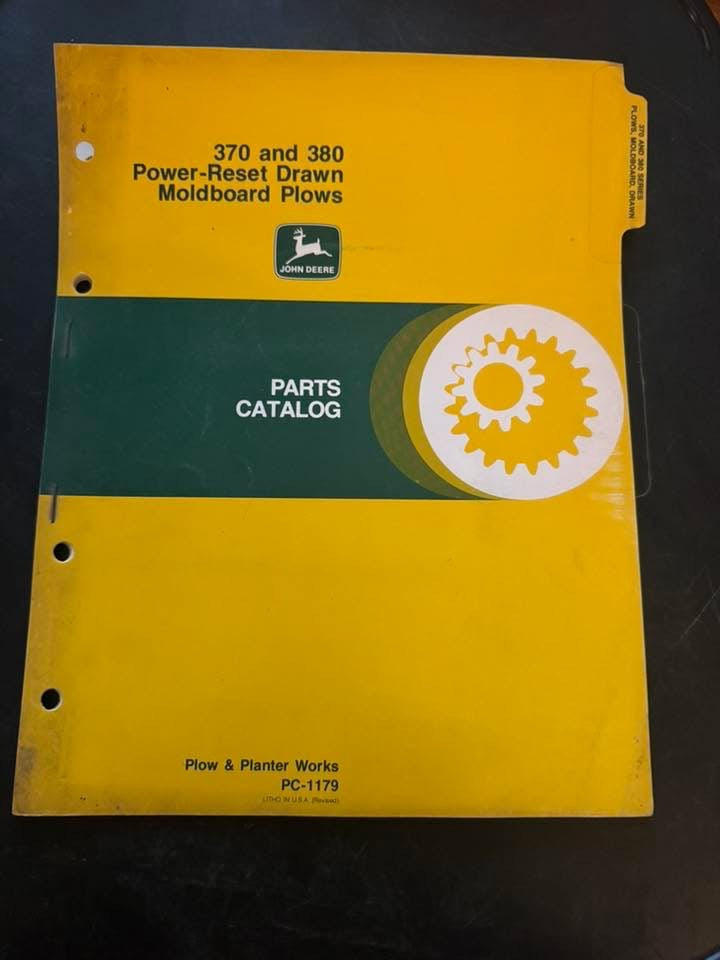 370 and 380
Power-Reset Drawn
Moldboard Plows
JOHN DEERE
370 AND 380 SERIES
PLOWS, MOLDBOARD, DRAWN
PARTS
CATALOG
Plow & Planter Works
PC-1179
LITHO IN U.S.A. (Revised)